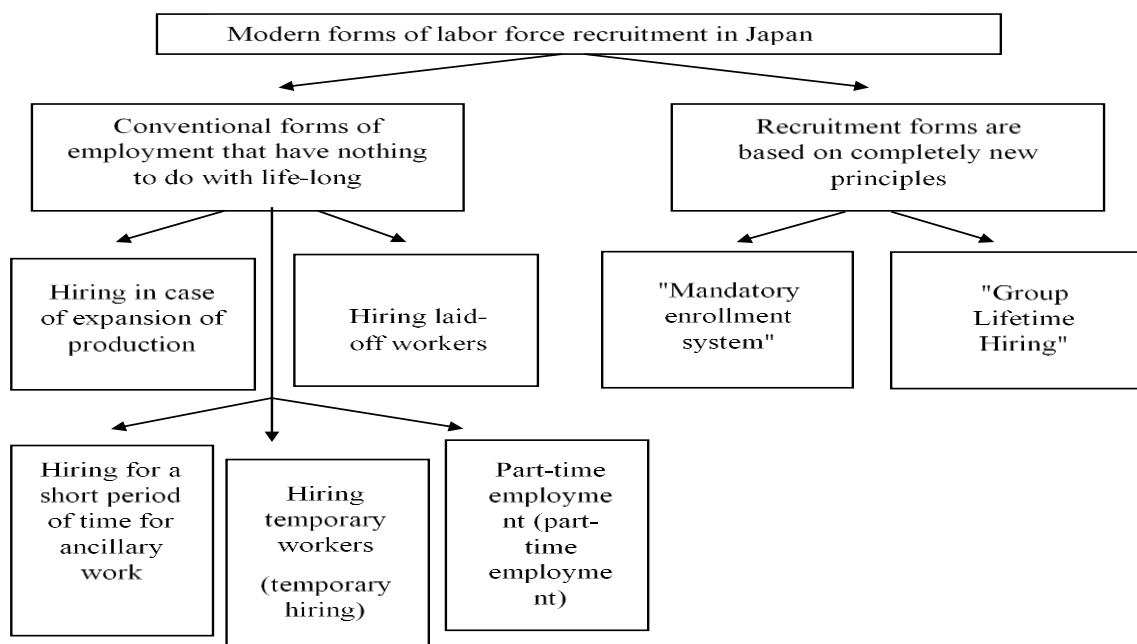 Modern forms of labor force recruitment in Japan
Conventional forms of
employment that have nothing
to do with life-long
Recruitment forms are
based on completely new
principles
Hiring in case
of expansion of
production
Hiring laid-
off workers
"Mandatory
enrollment
system"
"Group
Lifetime
Hiring"
Hiring for a
short period
of time for
ancillary
work
Hiring
temporary
workers
(temporary
hiring)
Part-time
employme
nt (part-
time
employme
nt)